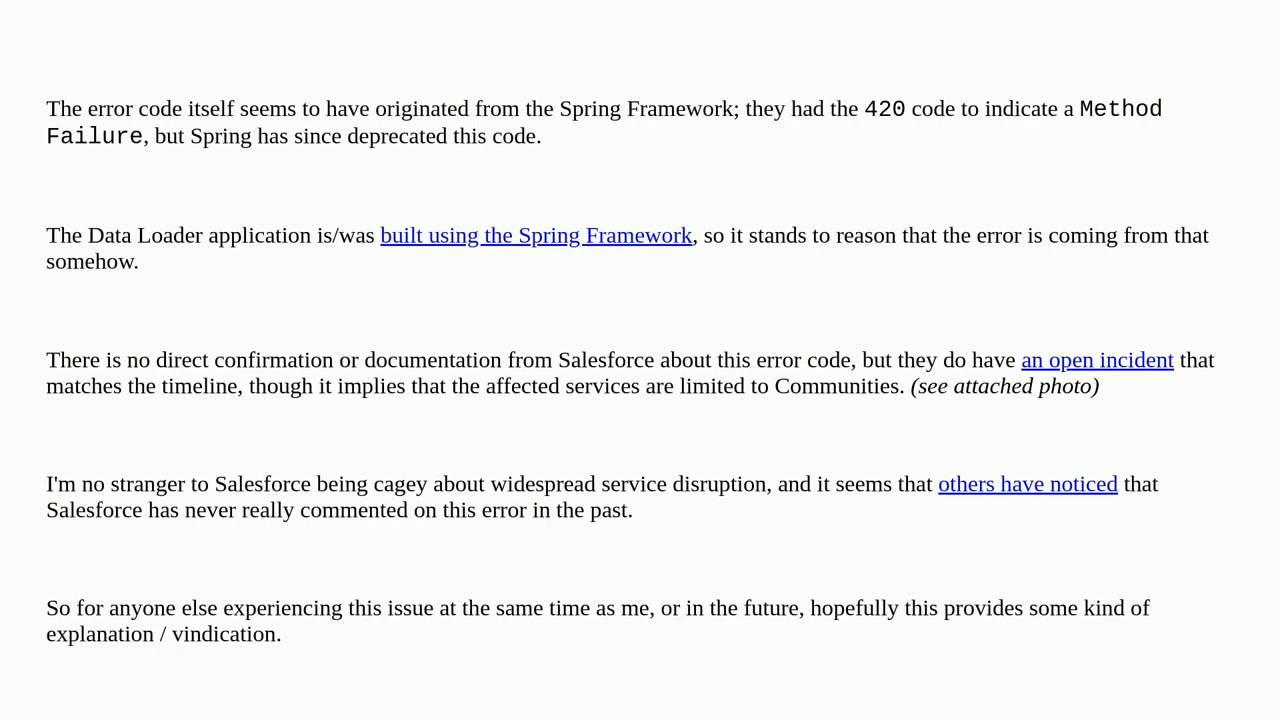 The error code itself seems to have originated from the Spring Framework; they had the 420 code to indicate a Method
Failure, but Spring has since deprecated this code.
The Data Loader application is/was built using the Spring Framework, so it stands to reason that the error is coming from that
somehow.
There is no direct confirmation or documentation from Salesforce about this error code, but they do have an open incident that
matches the timeline, though it implies that the affected services are limited to Communities. (see attached photo)
I'm no stranger to Salesforce being cagey about widespread service disruption, and it seems that others have noticed that
Salesforce has never really commented on this error in the past.
So for anyone else experiencing this issue at the same time as me, or in the future, hopefully this provides some kind of
explanation / vindication.